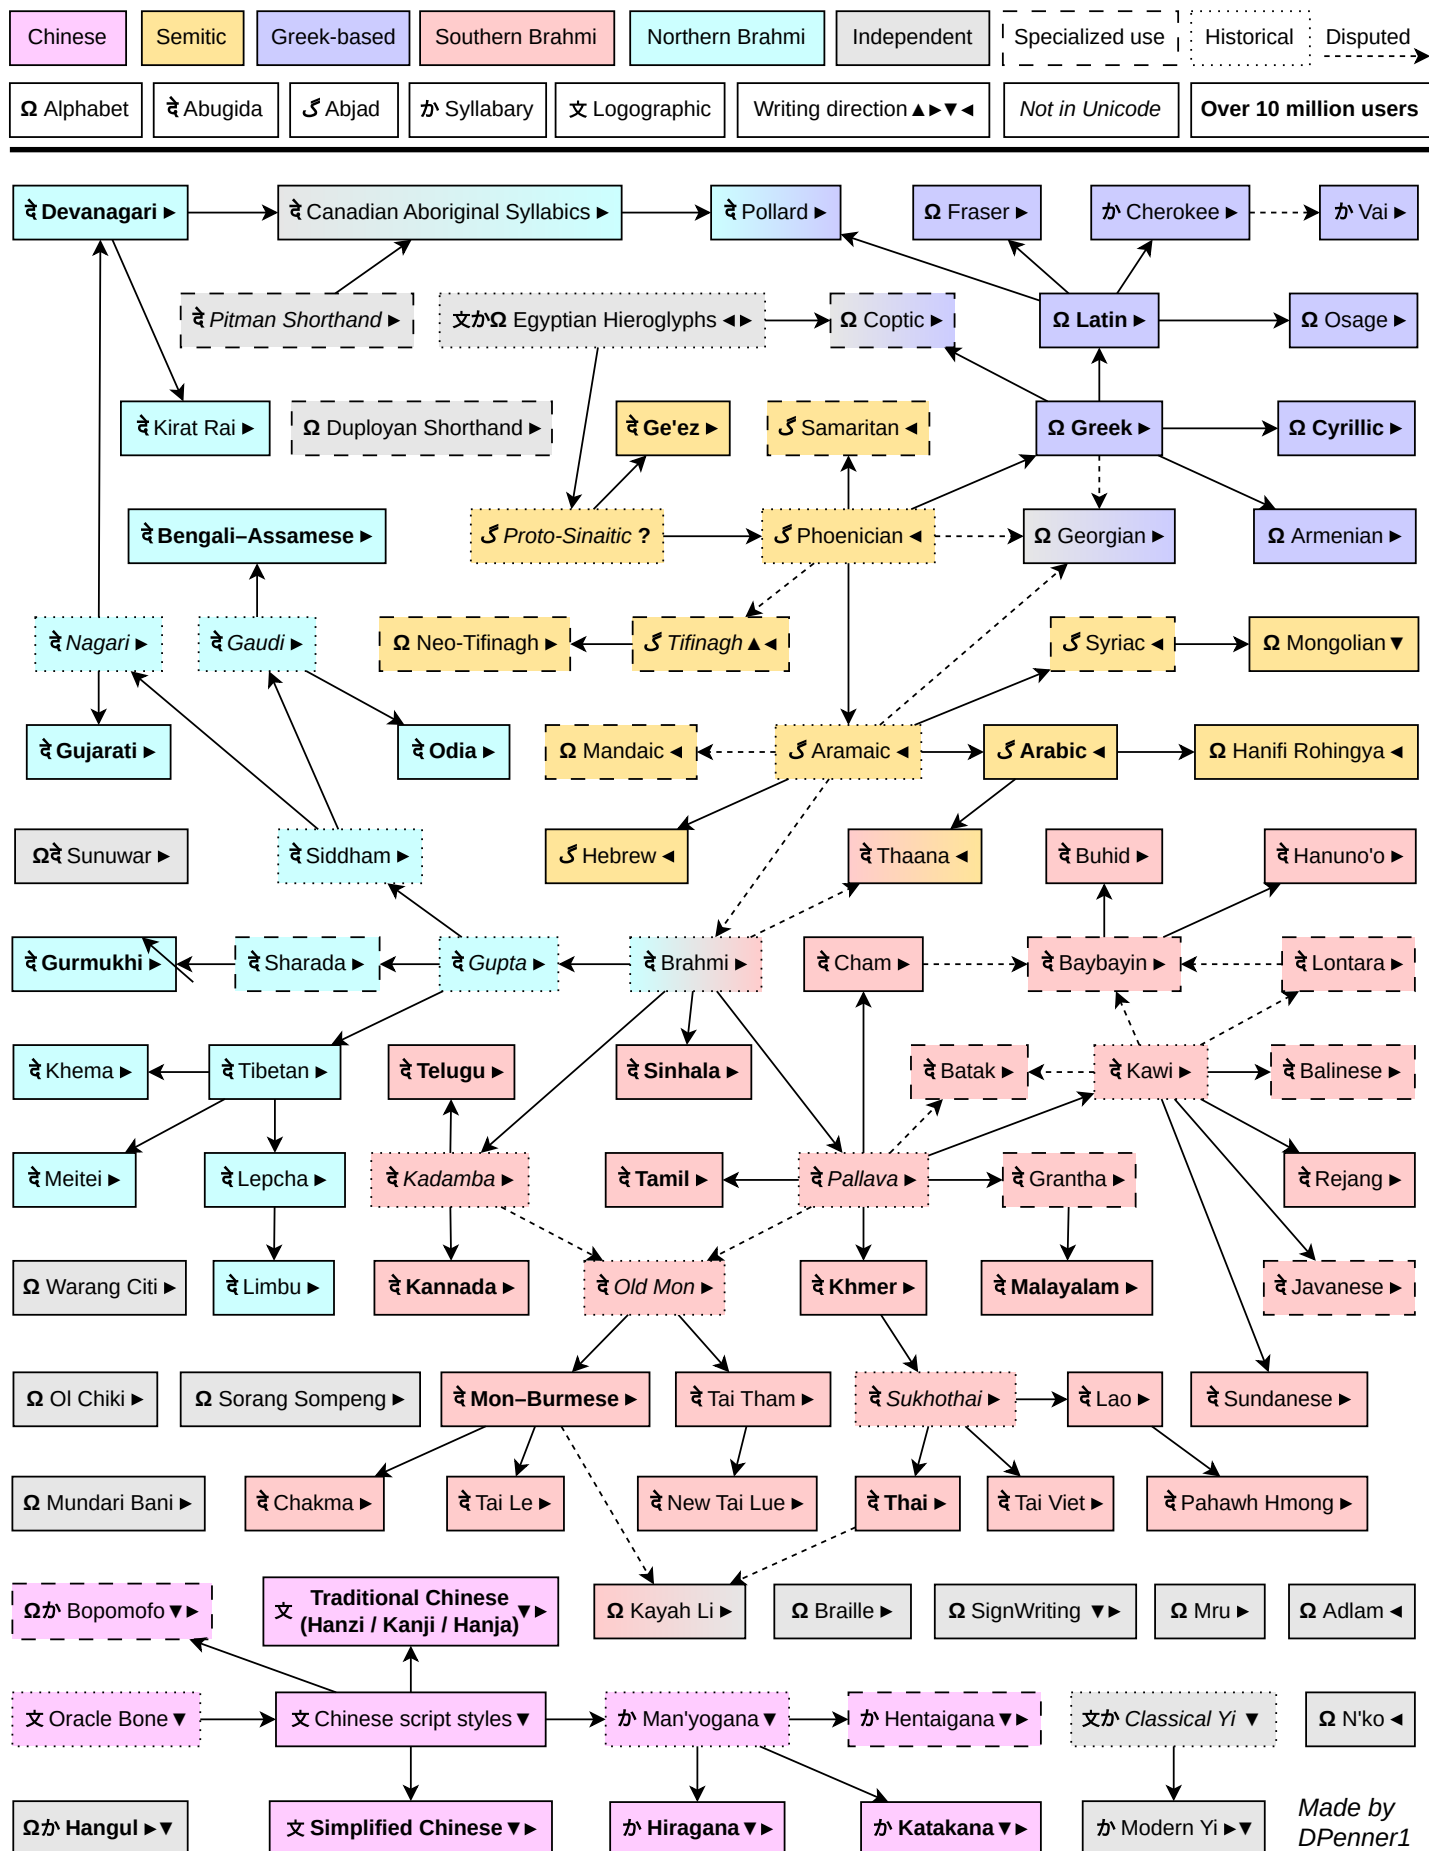 Chinese
Semitic
Greek-based
Southern Brahmi
Northern Brahmi
Independent
Specialized use
Historical
Disputed
Ω Alphabet
दे Abugida
گ Abjad
か Syllabary
文 Logographic
Writing direction ▲►▼◄
Not in Unicode
Over 10 million users
दे Devanagari ►
दे Canadian Aboriginal Syllabics ►
दे Pollard ►
Ω Fraser ►
か Cherokee ►
か Vai ►
दे Pitman Shorthand ►
文かΩ Egyptian Hieroglyphs ◄ ►
Ω Coptic ►
Ω Latin ►
Ω Osage ►
दे Kirat Rai ►
Ω Duployan Shorthand ►
दे Ge'ez ►
گ Samaritan ◄
Ω Greek ►
Ω Cyrillic ►
दे Bengali–Assamese ►
گ Proto-Sinaitic ?
گ Phoenician ◄
Ω Georgian ►
Ω Armenian ►
दे Nagari ►
दे Gaudi ►
Ω Neo-Tifinagh ►
گ Tifinagh ▲◄
گ Syriac ◄
Ω Mongolian ▼
दे Gujarati ►
दे Odia ►
Ω Mandaic ◄
گ Aramaic ◄
گ Arabic ◄
Ω Hanifi Rohingya ◄
Ωदे Sunuwar ►
दे Siddham ►
گ Hebrew ◄
दे Thaana ◄
दे Buhid ►
दे Hanuno'o ►
दे Gurmukhi ►
दे Sharada ►
दे Gupta ►
दे Brahmi ►
दे Cham ►
दे Baybayin ►
दे Lontara ►
दे Khema ►
दे Tibetan ►
दे Telugu ►
दे Sinhala ►
दे Batak ►
दे Kawi ►
दे Balinese ►
दे Meitei ►
दे Lepcha ►
दे Kadamba ►
दे Tamil ►
दे Pallava ►
दे Grantha ►
दे Rejang ►
Ω Warang Citi ►
दे Limbu ►
दे Kannada ►
दे Old Mon ►
दे Khmer ►
दे Malayalam ►
दे Javanese ►
Ω Ol Chiki ►
Ω Sorang Sompeng ►
दे Mon–Burmese ►
दे Tai Tham ►
दे Sukhothai ►
दे Lao ►
दे Sundanese ►
Ω Mundari Bani ►
दे Chakma ►
दे Tai Le ►
दे New Tai Lue ►
दे Thai ►
दे Tai Viet ►
दे Pahawh Hmong ►
Ωか Bopomofo ▼►
文 Traditional Chinese ▼►
(Hanzi / Kanji / Hanja)
Ω Kayah Li ►
Ω Braille ►
Ω SignWriting ▼►
Ω Mru ►
Ω Adlam ◄
文 Oracle Bone ▼
文 Chinese script styles ▼
か Man'yogana ▼
か Hentaigana ▼►
文か Classical Yi ▼
Ω N'ko ◄
Ωか Hangul ►▼
文 Simplified Chinese ▼►
か Hiragana ▼►
か Katakana ▼►
か Modern Yi ►▼
Made by
DPenner1